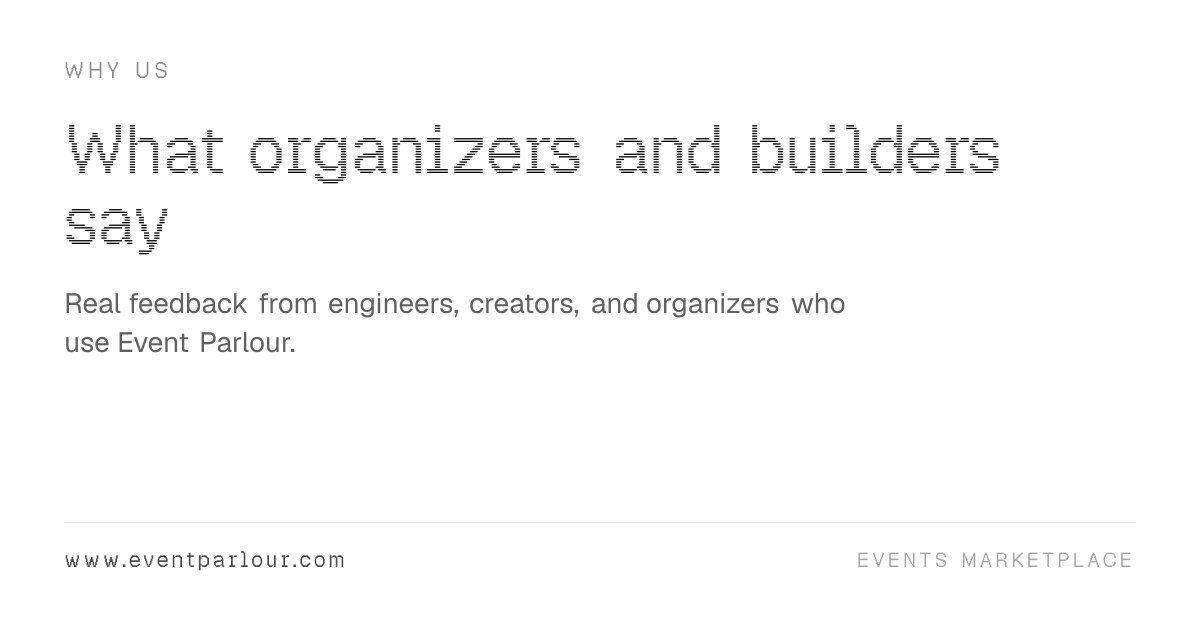 WHY US
What organizers and builders
say
Real feedback from engineers, creators, and organizers who
use Event Parlour.
www.eventparlour.com
EVENTS MARKETPLACE